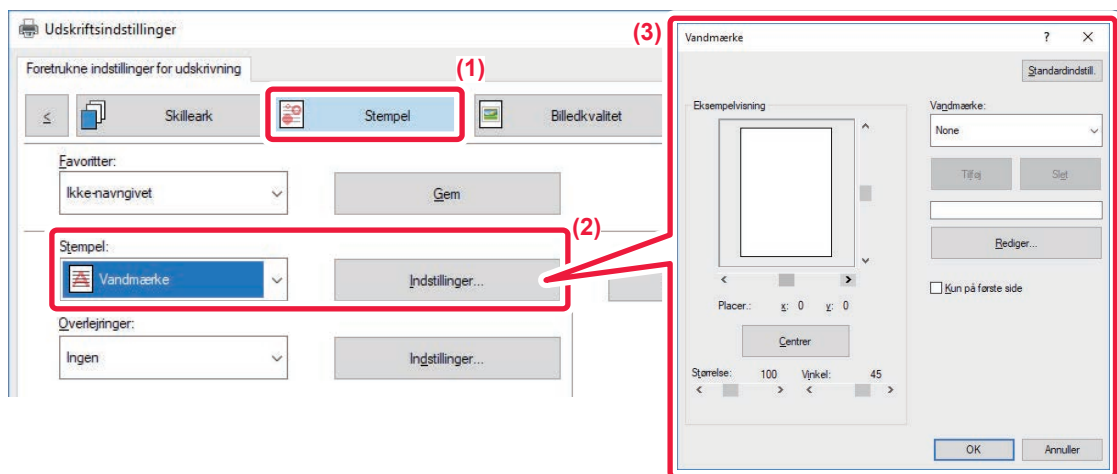 Udskriftsindstillinger
Foretrukne indstillinger for udskrivning
(1)
<
Skilleark
Stempel
Billedkvalitet
Favoritter:
Ikke-navngivet
Gem
(2)
Stempel:
Vandmærke
Indstillinger...
Overlejringer:
Ingen
Indstillinger...
(3)
Vandmærke
?
Standardindstill.
Eksempelvisning
Vandmærke:
None
Tilføj
Slet
Rediger...
Kun på første side
Placer.: x: 0 y: 0
Centrer
Størrelse: 100 Vinkel: 45
OK
Annuller